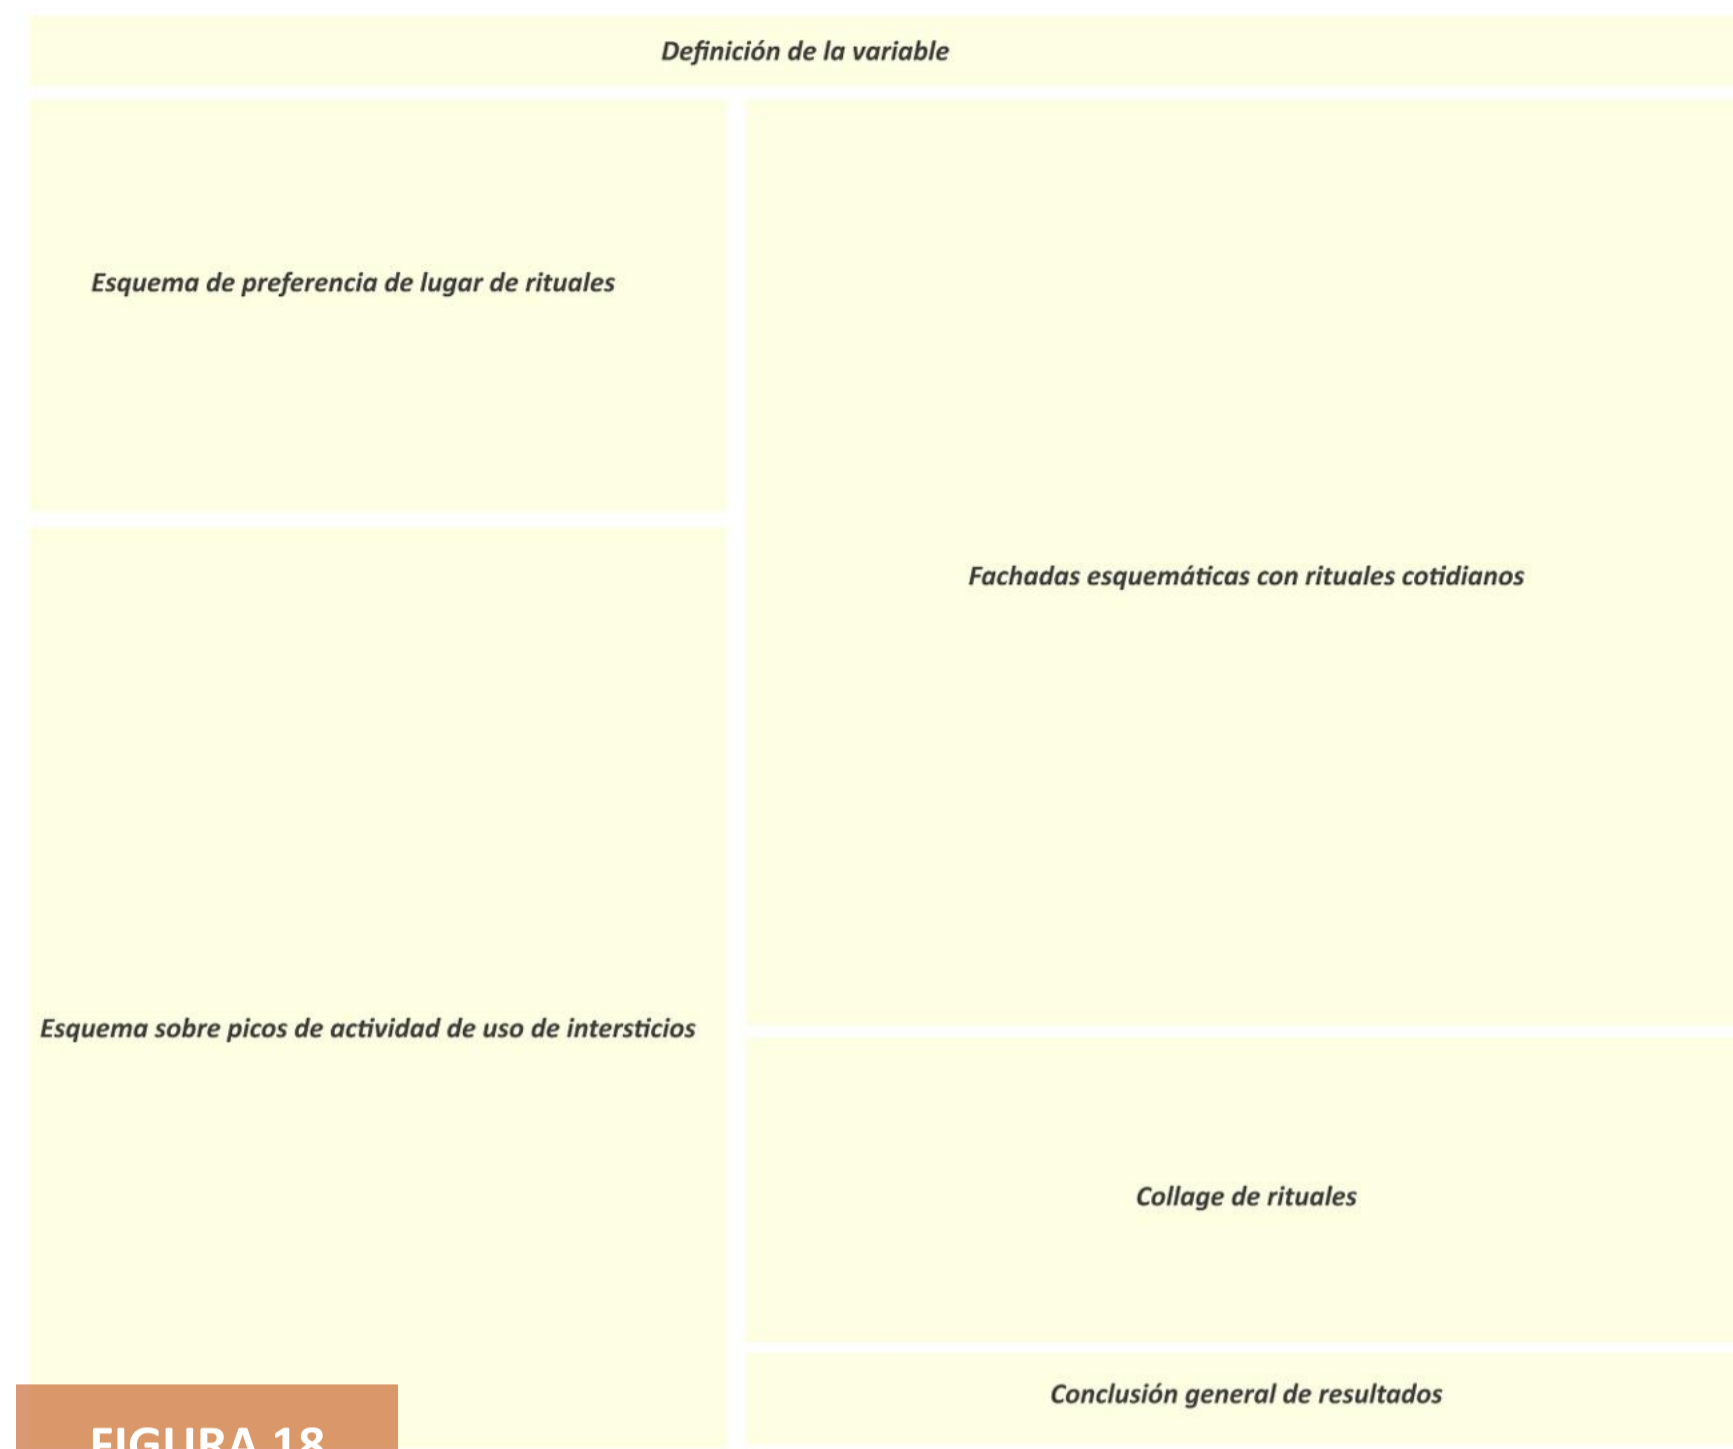 Definición de la variable
Esquema de preferencia de lugar de rituales
Fachadas esquemáticas con rituales cotidianos
Esquema sobre picos de actividad de uso de intersticios
Collage de rituales
Conclusión general de resultados
FIGURA 18